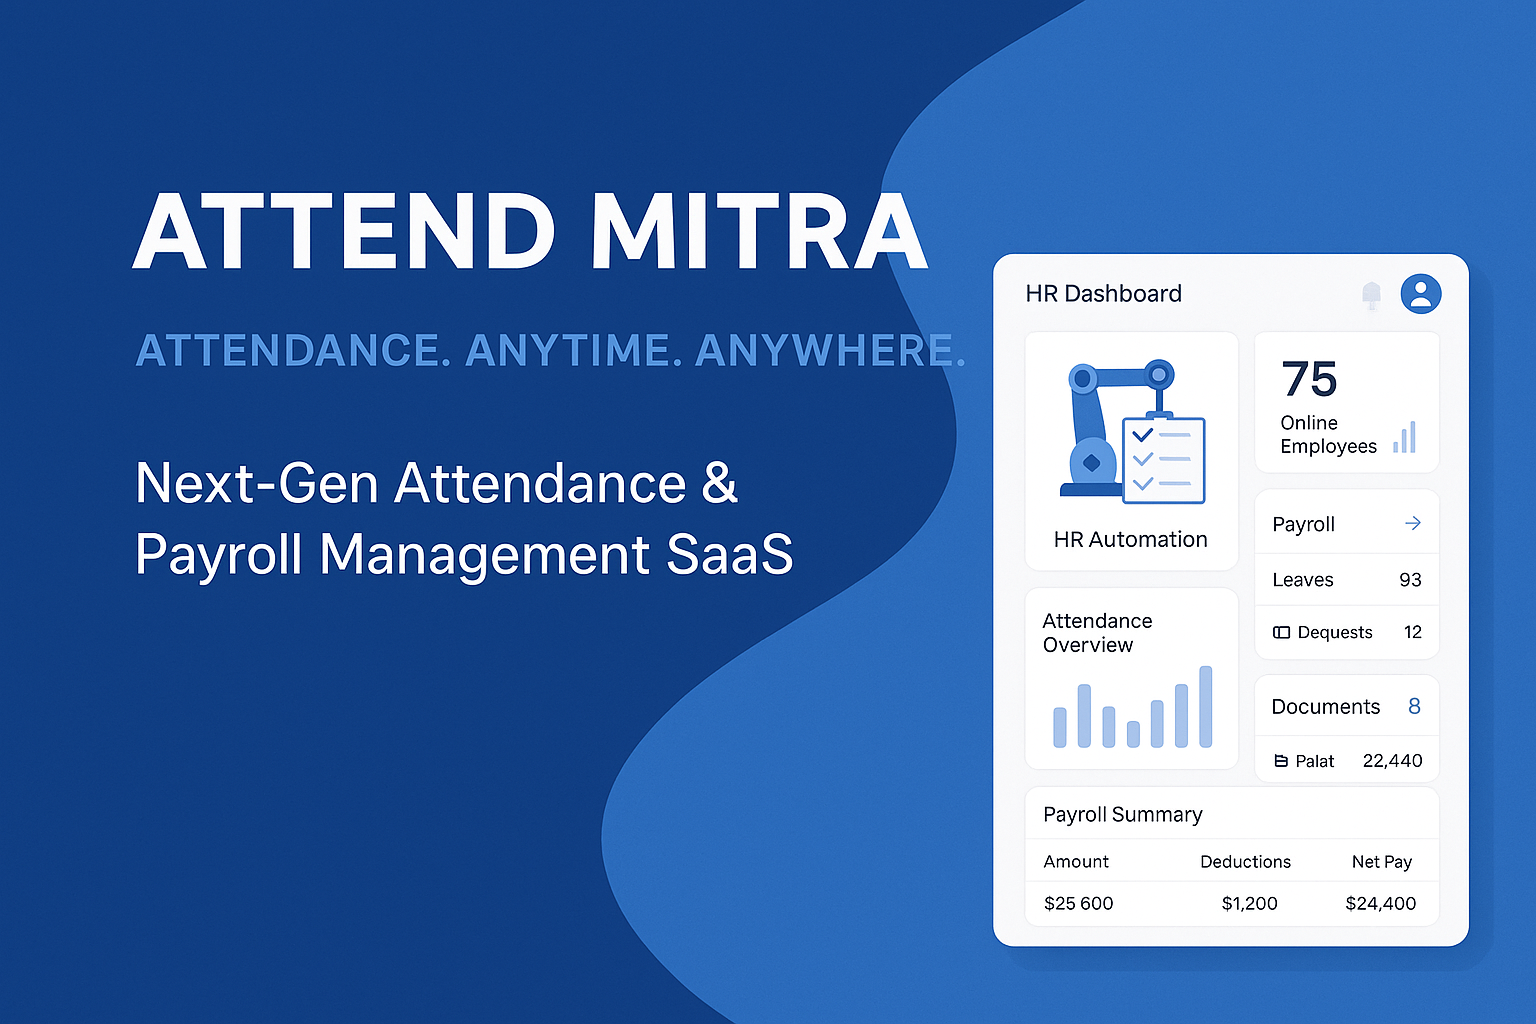 ATTEND MITRA
ATTENDANCE. ANYTIME. ANYWHERE.
Next-Gen Attendance &
Payroll Management SaaS
HR Dashboard
HR Automation
75
Online
Employees
Payroll
Leaves 93
Dequests 12
Attendance
Overview
Documents 8
Palat 22,440
Payroll Summary
Amount Deductions Net Pay
$25 600 $1,200 $24,400